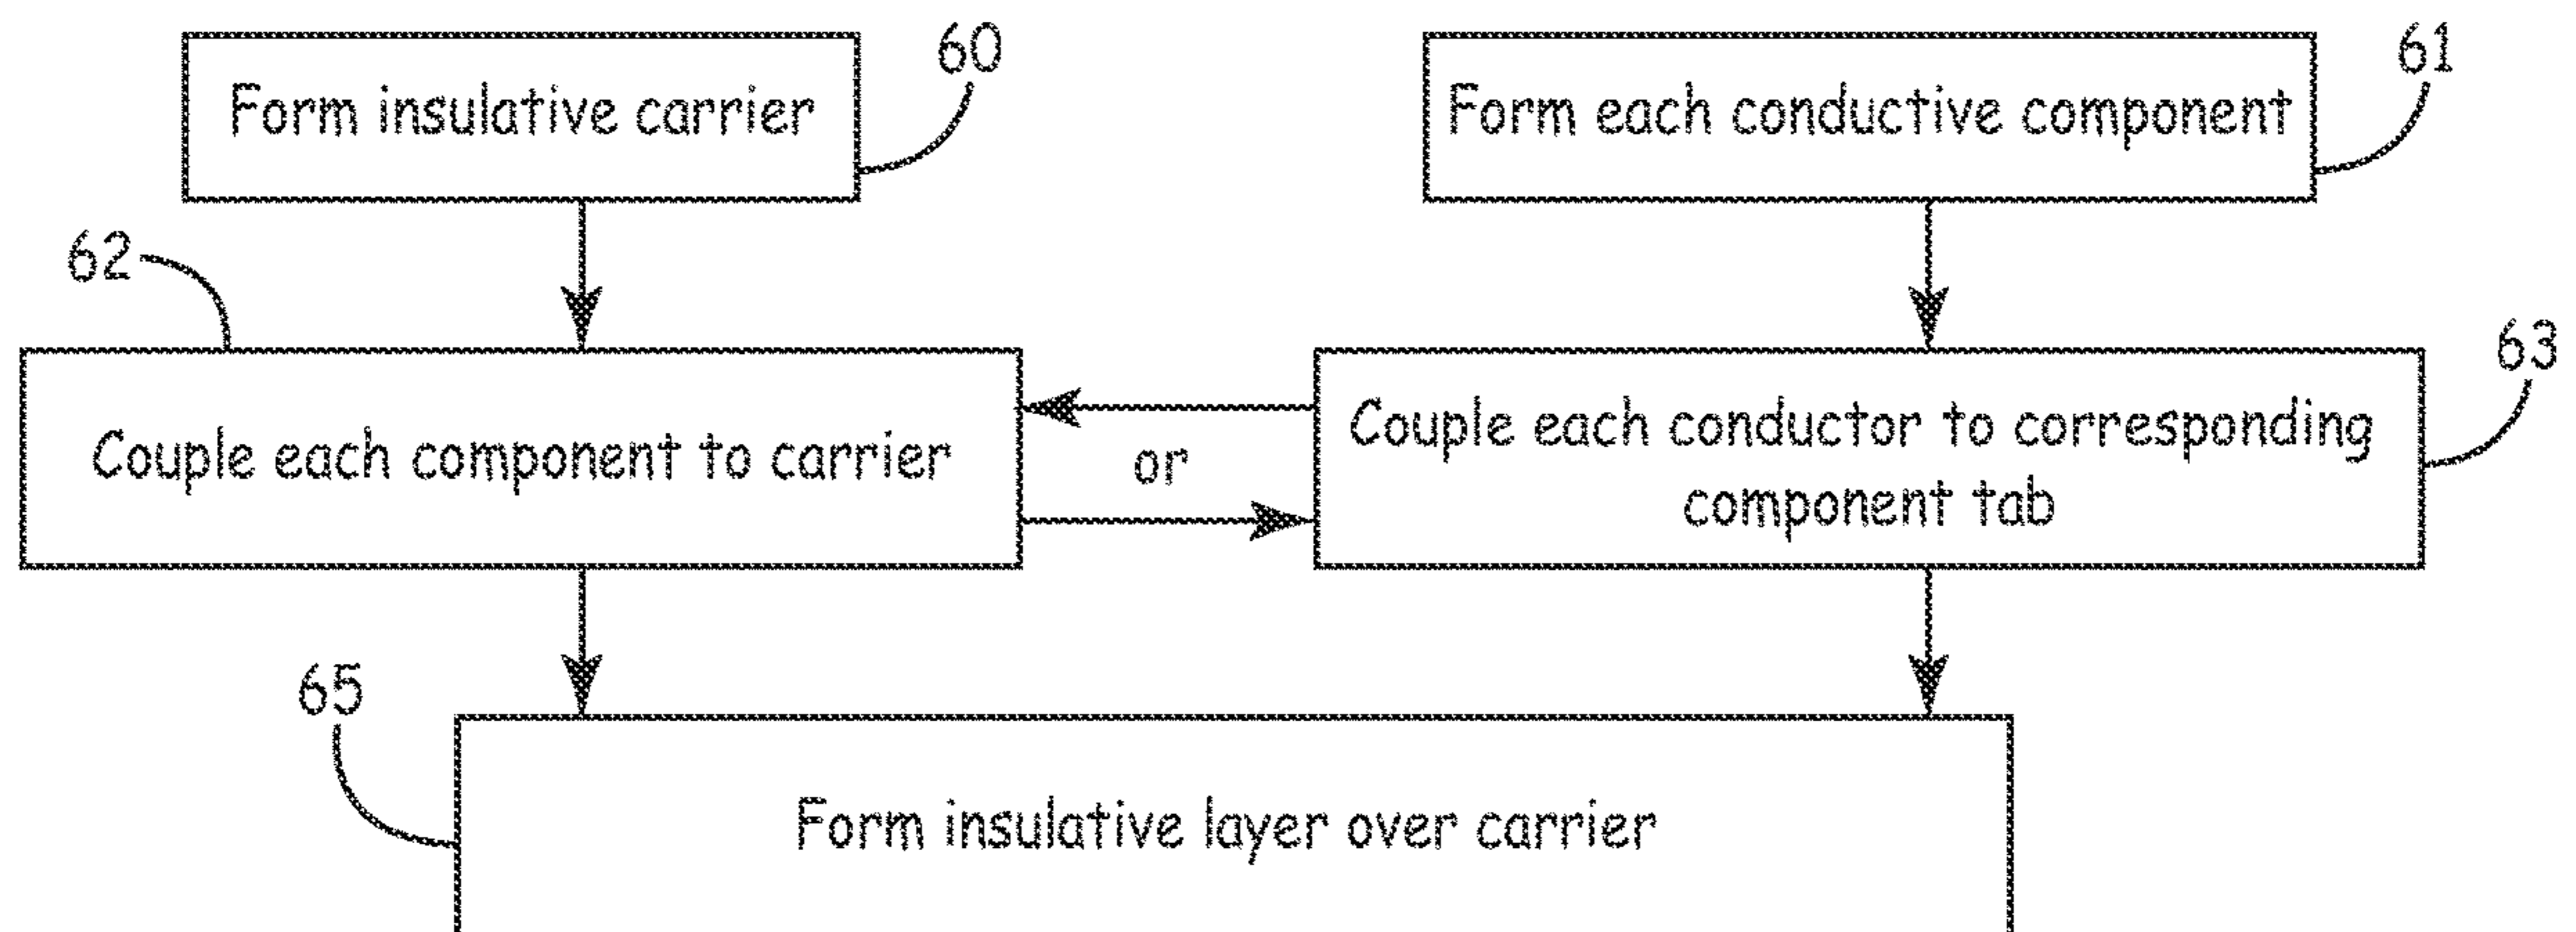 60
Form insulative carrier
61
Form each conductive component
62
Couple each component to carrier
or
63
Couple each conductor to corresponding
component tab
65
Form insulative layer over carrier